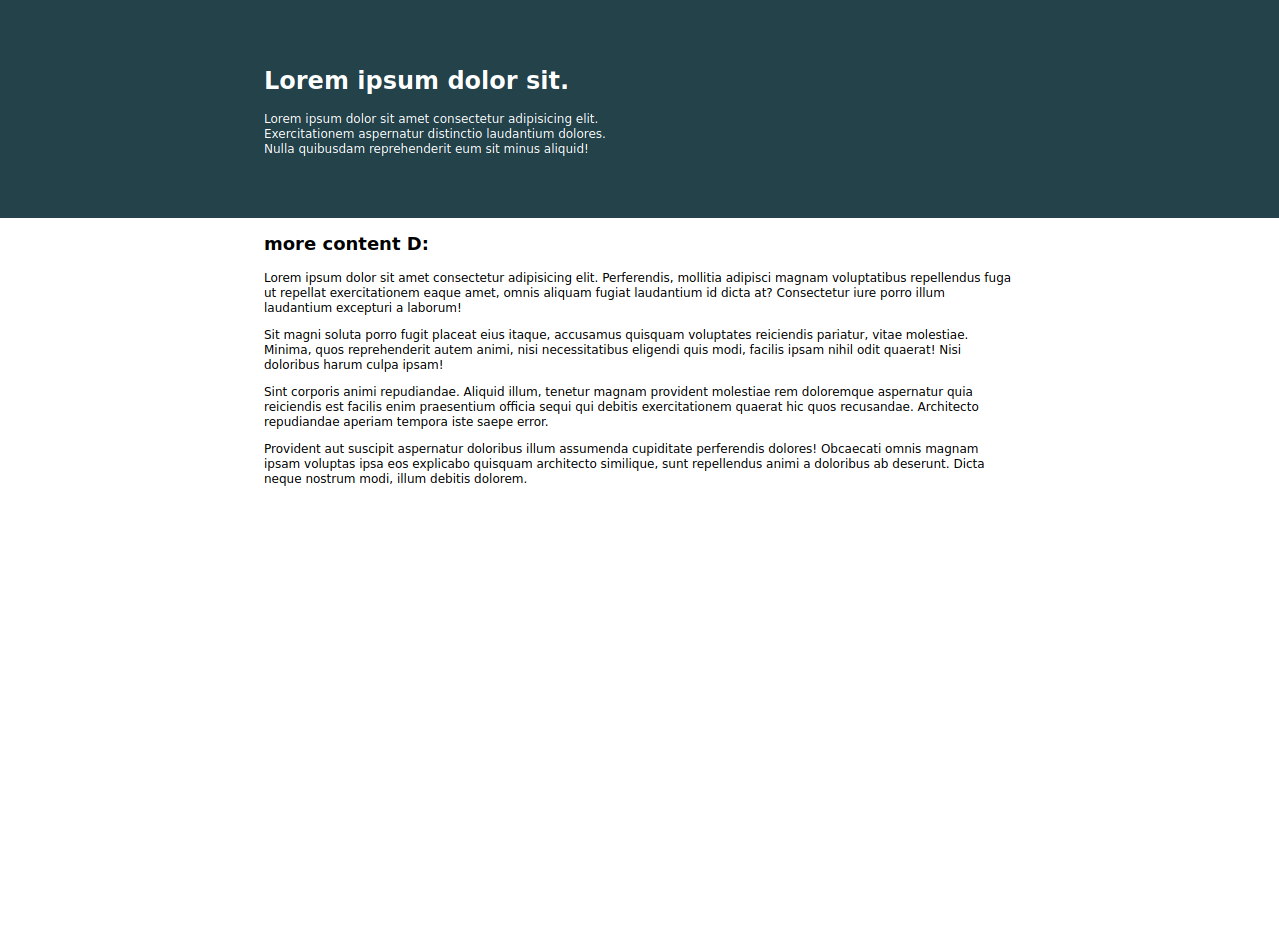 Lorem ipsum dolor sit.
Lorem ipsum dolor sit amet consectetur adipisicing elit.
Exercitationem aspernatur distinctio laudantium dolores.
Nulla quibusdam reprehenderit eum sit minus aliquid!
more content D:
Lorem ipsum dolor sit amet consectetur adipisicing elit. Perferendis, mollitia adipisci magnam voluptatibus repellendus fuga
ut repellat exercitationem eaque amet, omnis aliquam fugiat laudantium id dicta at? Consectetur iure porro illum
laudantium excepturi a laborum!
Sit magni soluta porro fugit placeat eius itaque, accusamus quisquam voluptates reiciendis pariatur, vitae molestiae.
Minima, quos reprehenderit autem animi, nisi necessitatibus eligendi quis modi, facilis ipsam nihil odit quaerat! Nisi
doloribus harum culpa ipsam!
Sint corporis animi repudiandae. Aliquid illum, tenetur magnam provident molestiae rem doloremque aspernatur quia
reiciendis est facilis enim praesentium officia sequi qui debitis exercitationem quaerat hic quos recusandae. Architecto
repudiandae aperiam tempora iste saepe error.
Provident aut suscipit aspernatur doloribus illum assumenda cupiditate perferendis dolores! Obcaecati omnis magnam
ipsam voluptas ipsa eos explicabo quisquam architecto similique, sunt repellendus animi a doloribus ab deserunt. Dicta
neque nostrum modi, illum debitis dolorem.